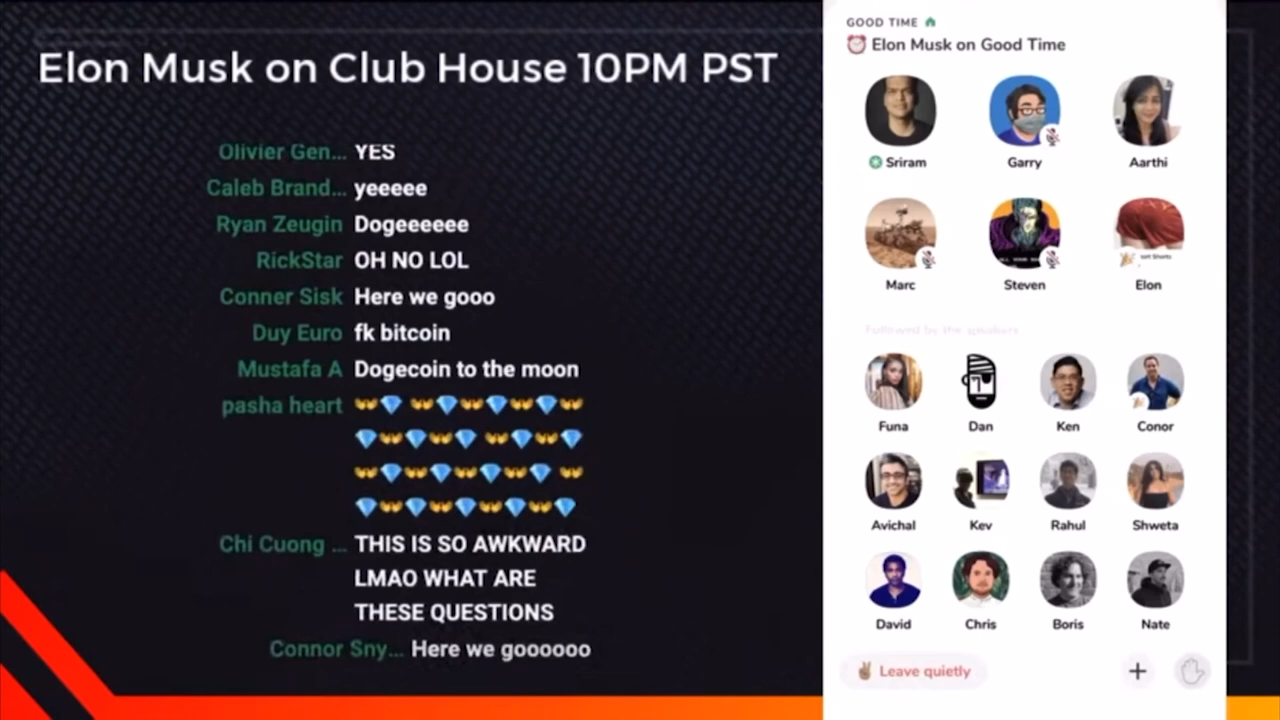 Elon Musk on Club House 10PM PST
Olivier Gen... YES
Caleb Brand... yeeeee
Ryan Zeugin Dogeeeeee
RickStar OH NO LOL
Conner Sisk Here we gooo
Duy Euro fk bitcoin
Mustafa A Dogecoin to the moon
pasha heart 👐💎👐💎👐💎👐💎👐
💎👐💎👐💎👐💎👐💎
👐💎👐💎👐💎👐💎👐
💎👐💎👐💎👐💎👐💎
Chi Cuong ... THIS IS SO AWKWARD
LMAO WHAT ARE
THESE QUESTIONS
Connor Sny... Here we goooooo
GOOD TIME
⏰ Elon Musk on Good Time
Sriram Garry Aarthi
Marc Steven Elon
Followed by the speakers
Funa Dan Ken Conor
Avichal Kev Rahul Shweta
David Chris Boris Nate
✌🏽 Leave quietly +